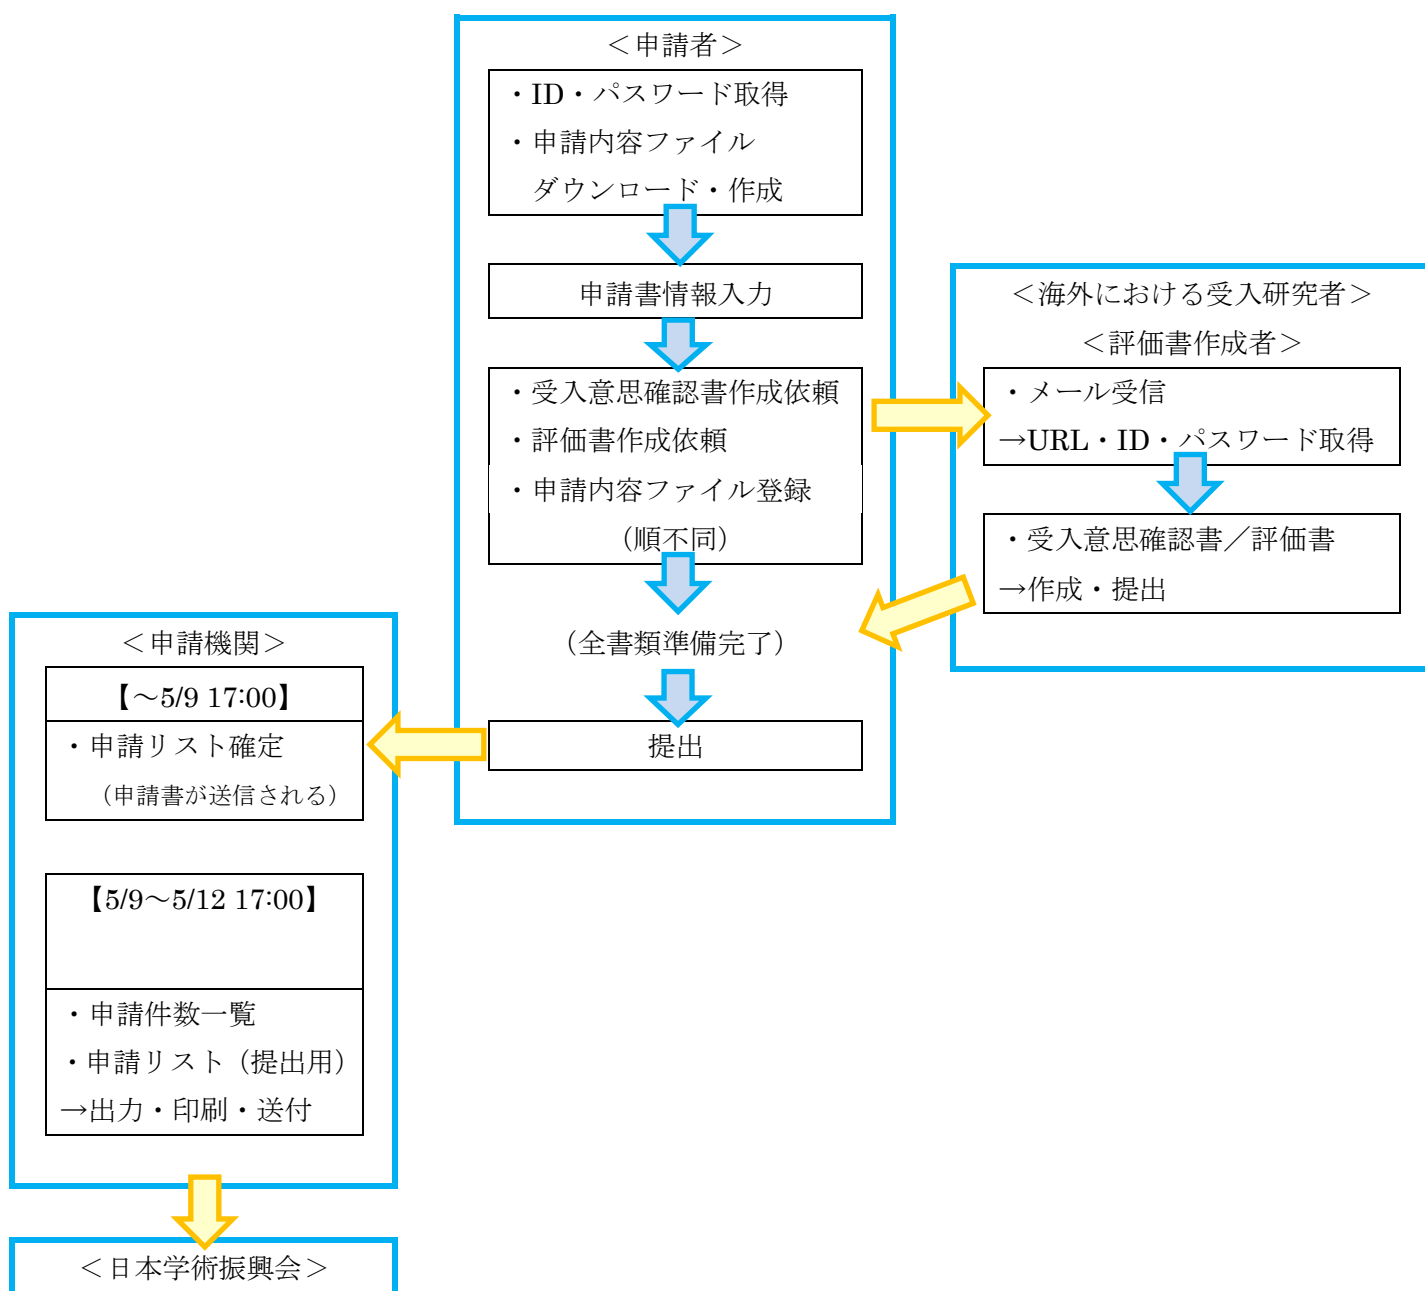 ＜申請者＞
・ID・パスワード取得
・申請内容ファイル
ダウンロード・作成
申請書情報入力
・受入意思確認書作成依頼
・評価書作成依頼
・申請内容ファイル登録
（順不同）
（全書類準備完了）
提出
＜海外における受入研究者＞
＜評価書作成者＞
・メール受信
→URL・ID・パスワード取得
・受入意思確認書／評価書
→作成・提出
＜申請機関＞
【～5/9 17:00】
・申請リスト確定
（申請書が送信される）
【5/9～5/12 17:00】
・申請件数一覧
・申請リスト（提出用）
→出力・印刷・送付
＜日本学術振興会＞